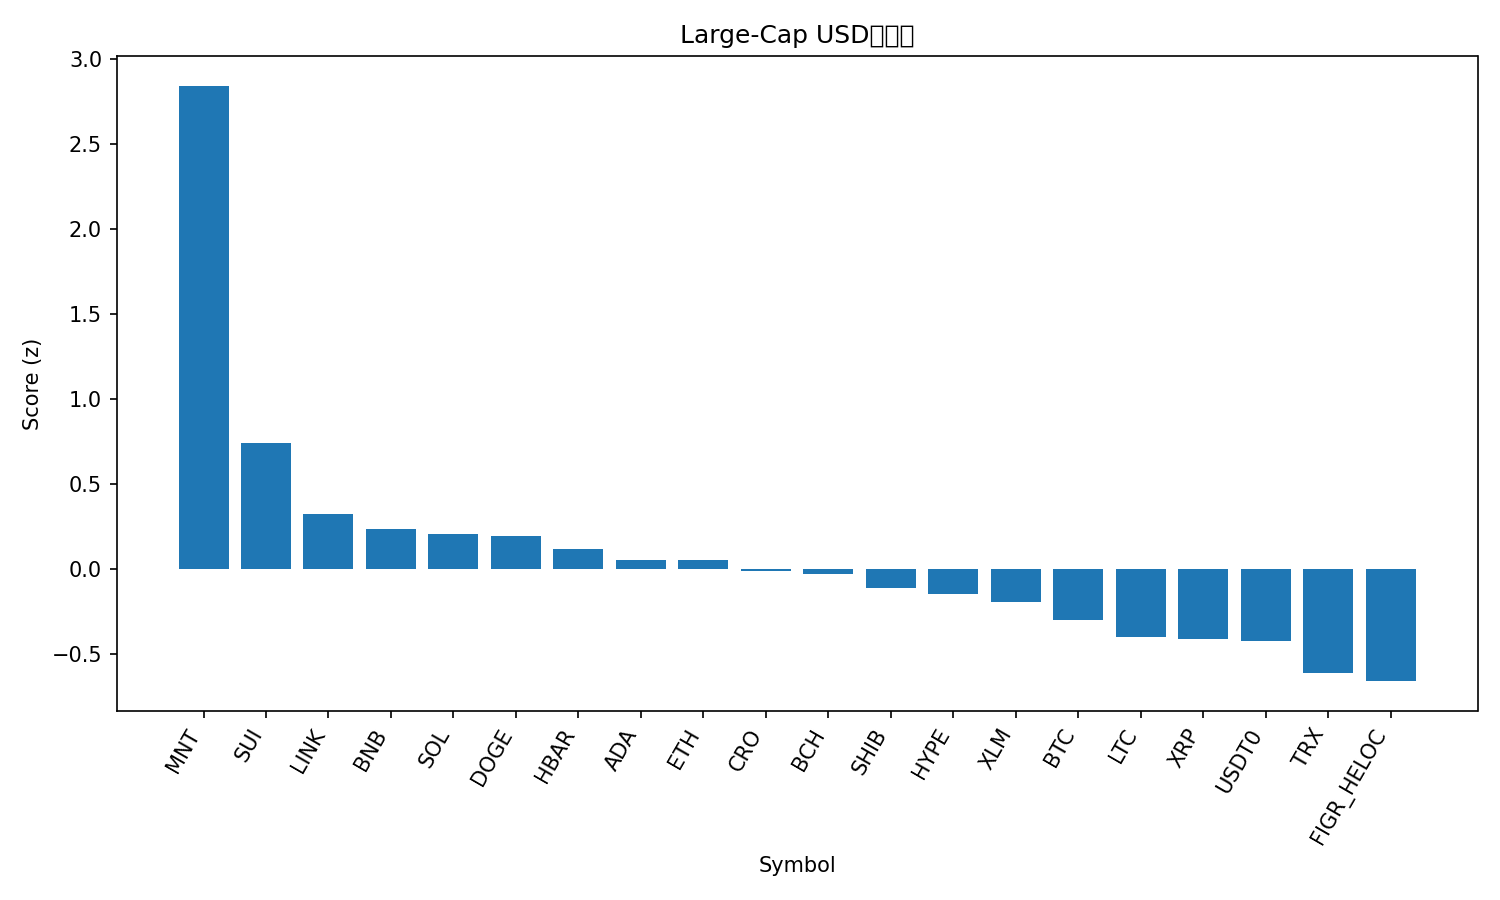 Large-Cap USD
Score (z)
3.0
2.5
2.0
1.5
1.0
0.5
0.0
−0.5
MNT
SUI
LINK
BNB
SOL
DOGE
HBAR
ADA
ETH
CRO
BCH
SHIB
HYPE
XLM
BTC
LTC
XRP
USDT0
TRX
FIGR_HELOC
Symbol